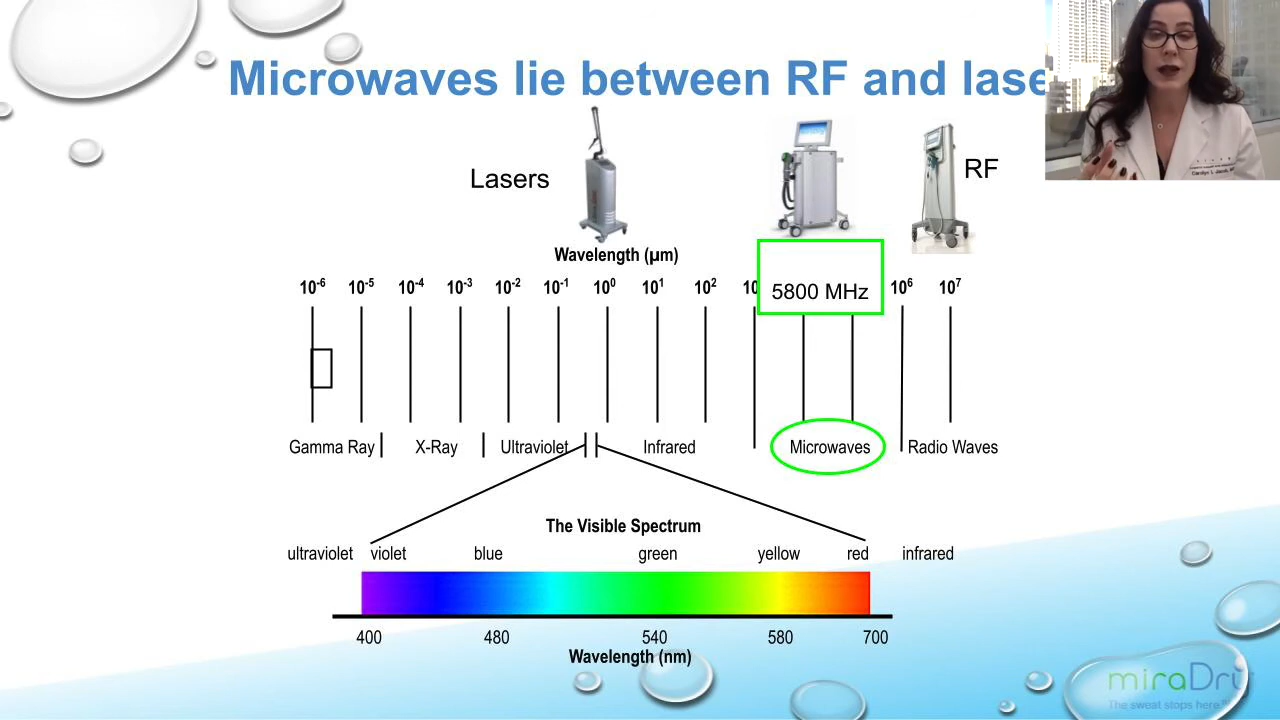 Microwaves lie between RF and lase
Lasers
RF
Wavelength (µm)
10-6 10-5 10-4 10-3 10-2 10-1 100 101 102 10 5800 MHz 106 107
Gamma Ray X-Ray Ultraviolet Infrared Microwaves Radio Waves
The Visible Spectrum
ultraviolet violet blue green yellow red infrared
400 480 540 580 700
Wavelength (nm)
miraDr
The sweat stops here.